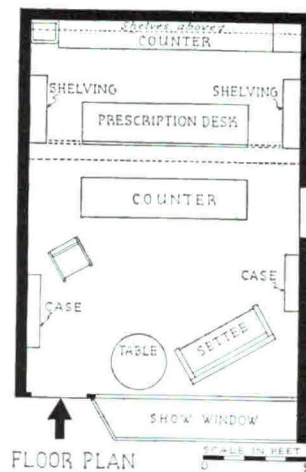 Shelves above
COUNTER
SHELVING
SHELVING
PRESCRIPTION DESK
COUNTER
CASE
CASE
TABLE
SETTEE
SHOW WINDOW
FLOOR PLAN
SCALE IN FEET